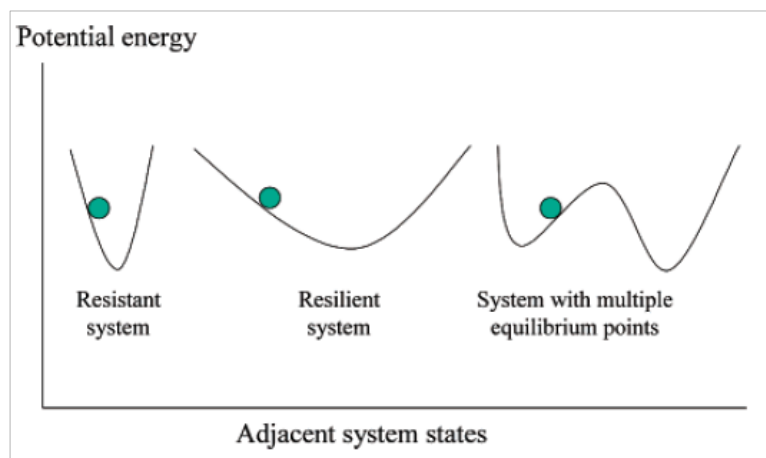 Potential energy
Resistant
system
Resilient
system
System with multiple
equilibrium points
Adjacent system states